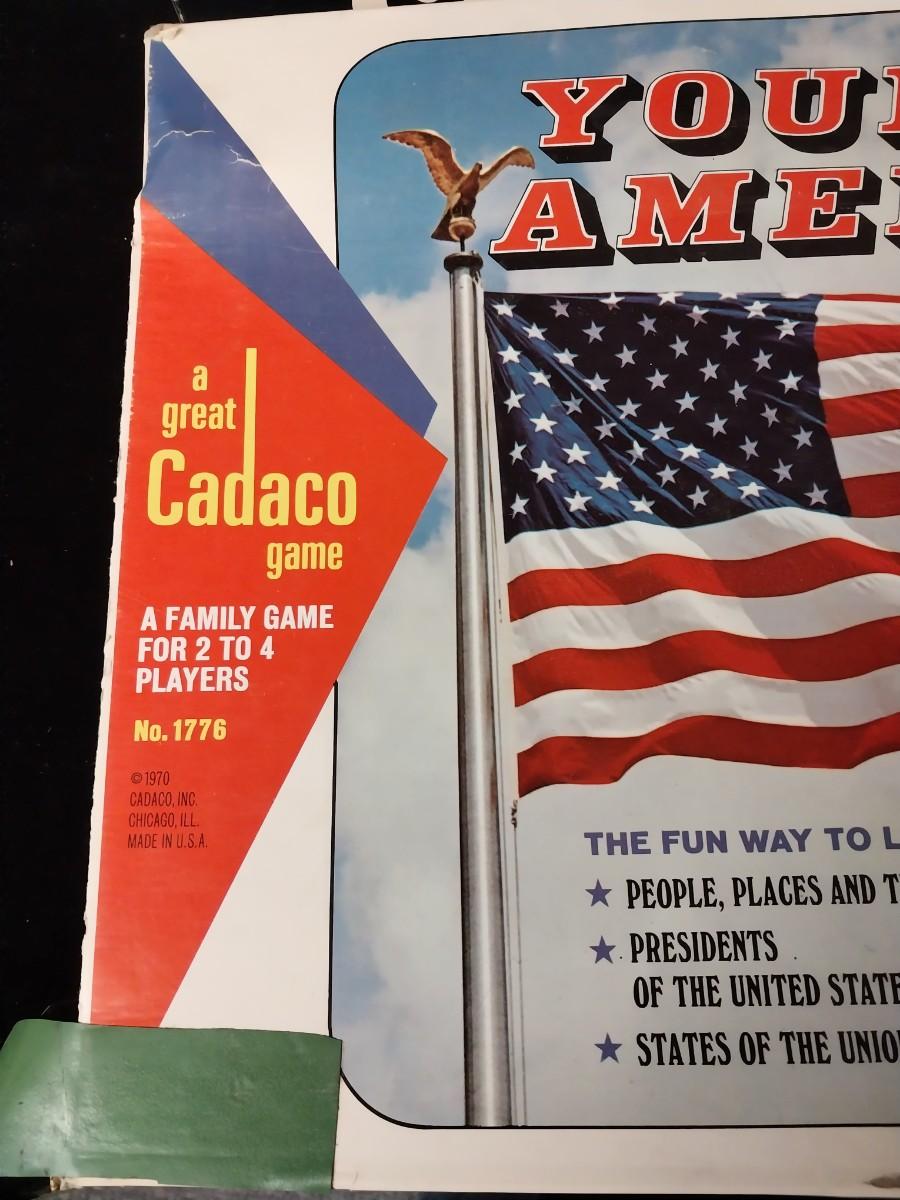 YOU
AME
a
great
Cadaco
game
A FAMILY GAME
FOR 2 TO 4
PLAYERS
No. 1776
© 1970
CADACO, INC.
CHICAGO, ILL.
MADE IN U.S.A.
THE FUN WAY TO L
★ PEOPLE, PLACES AND T
★ PRESIDENTS
OF THE UNITED STATE
★ STATES OF THE UNIO